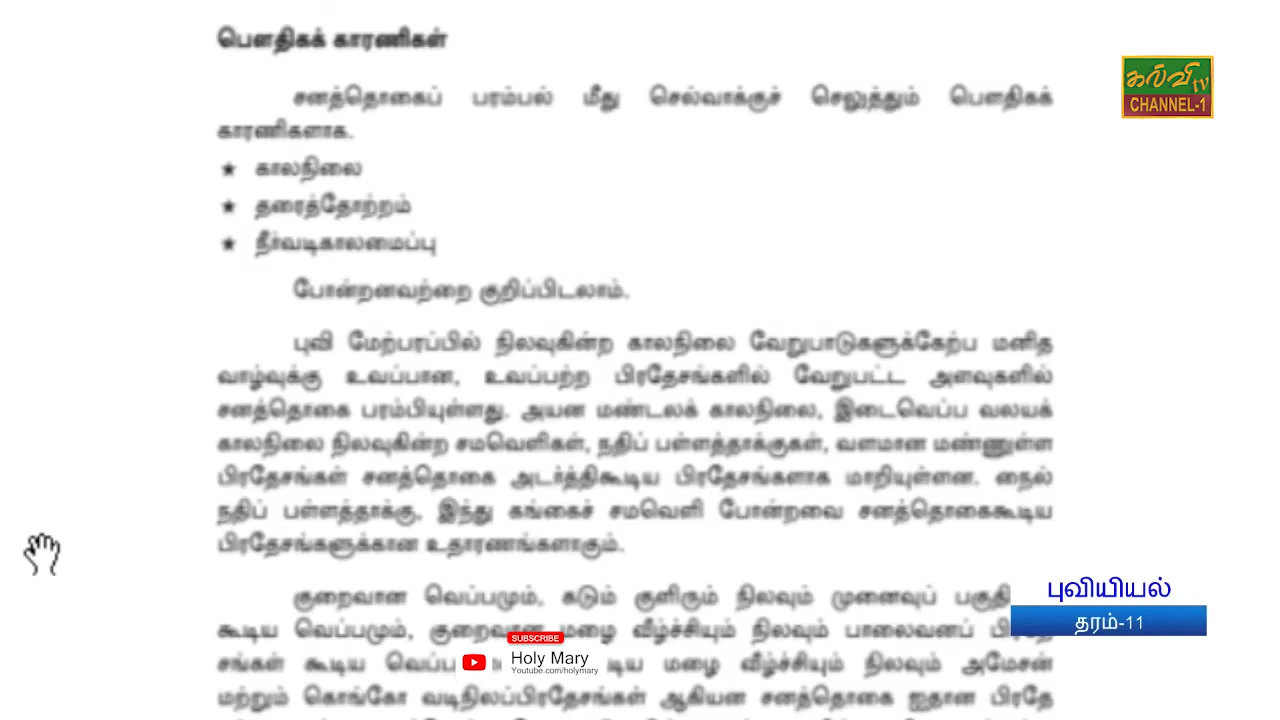 பௌதிகக் காரணிகள்
சனத்தொகைப் பரம்பல் மீது செல்வாக்குச் செலுத்தும் பௌதிகக்
காரணிகளாக.
★ காலநிலை
★ தரைத்தோற்றம்
★ நீர்வடிகாலமைப்பு
போன்றனவற்றை குறிப்பிடலாம்.
புவி மேற்பரப்பில் நிலவுகின்ற காலநிலை வேறுபாடுகளுக்கேற்ப மனித
வாழ்வுக்கு உவப்பான, உவப்பற்ற பிரதேசங்களில் வேறுபட்ட அளவுகளில்
சனத்தொகை பரம்பியுள்ளது. அயன மண்டலக் காலநிலை, இடைவெப்ப வலயக்
காலநிலை நிலவுகின்ற சமவெளிகள், நதிப் பள்ளத்தாக்குகள், வளமான மண்ணுள்ள
பிரதேசங்கள் சனத்தொகை அடர்த்திகூடிய பிரதேசங்களாக மாறியுள்ளன. நைல்
நதிப் பள்ளத்தாக்கு, இந்து கங்கைச் சமவெளி போன்றவை சனத்தொகைகூடிய
பிரதேசங்களுக்கான உதாரணங்களாகும்.
குறைவான வெப்பமும், கடும் குளிரும் நிலவும் முனைவுப் பகுதி
கூடிய வெப்பமும், குறைவான மழை வீழ்ச்சியும் நிலவும் பாலைவனப் பிரதே
சங்கள் கூடிய வெப்ப டிய மழை வீழ்ச்சியும் நிலவும் அமேசன்
மற்றும் கொங்கோ வடிநிலப்பிரதேசங்கள் ஆகியன சனத்தொகை ஐதான பிரதே
கல்வி TV
CHANNEL-1
புவியியல்
தரம்-11
SUBSCRIBE
Holy Mary
Youtube.com/holymary